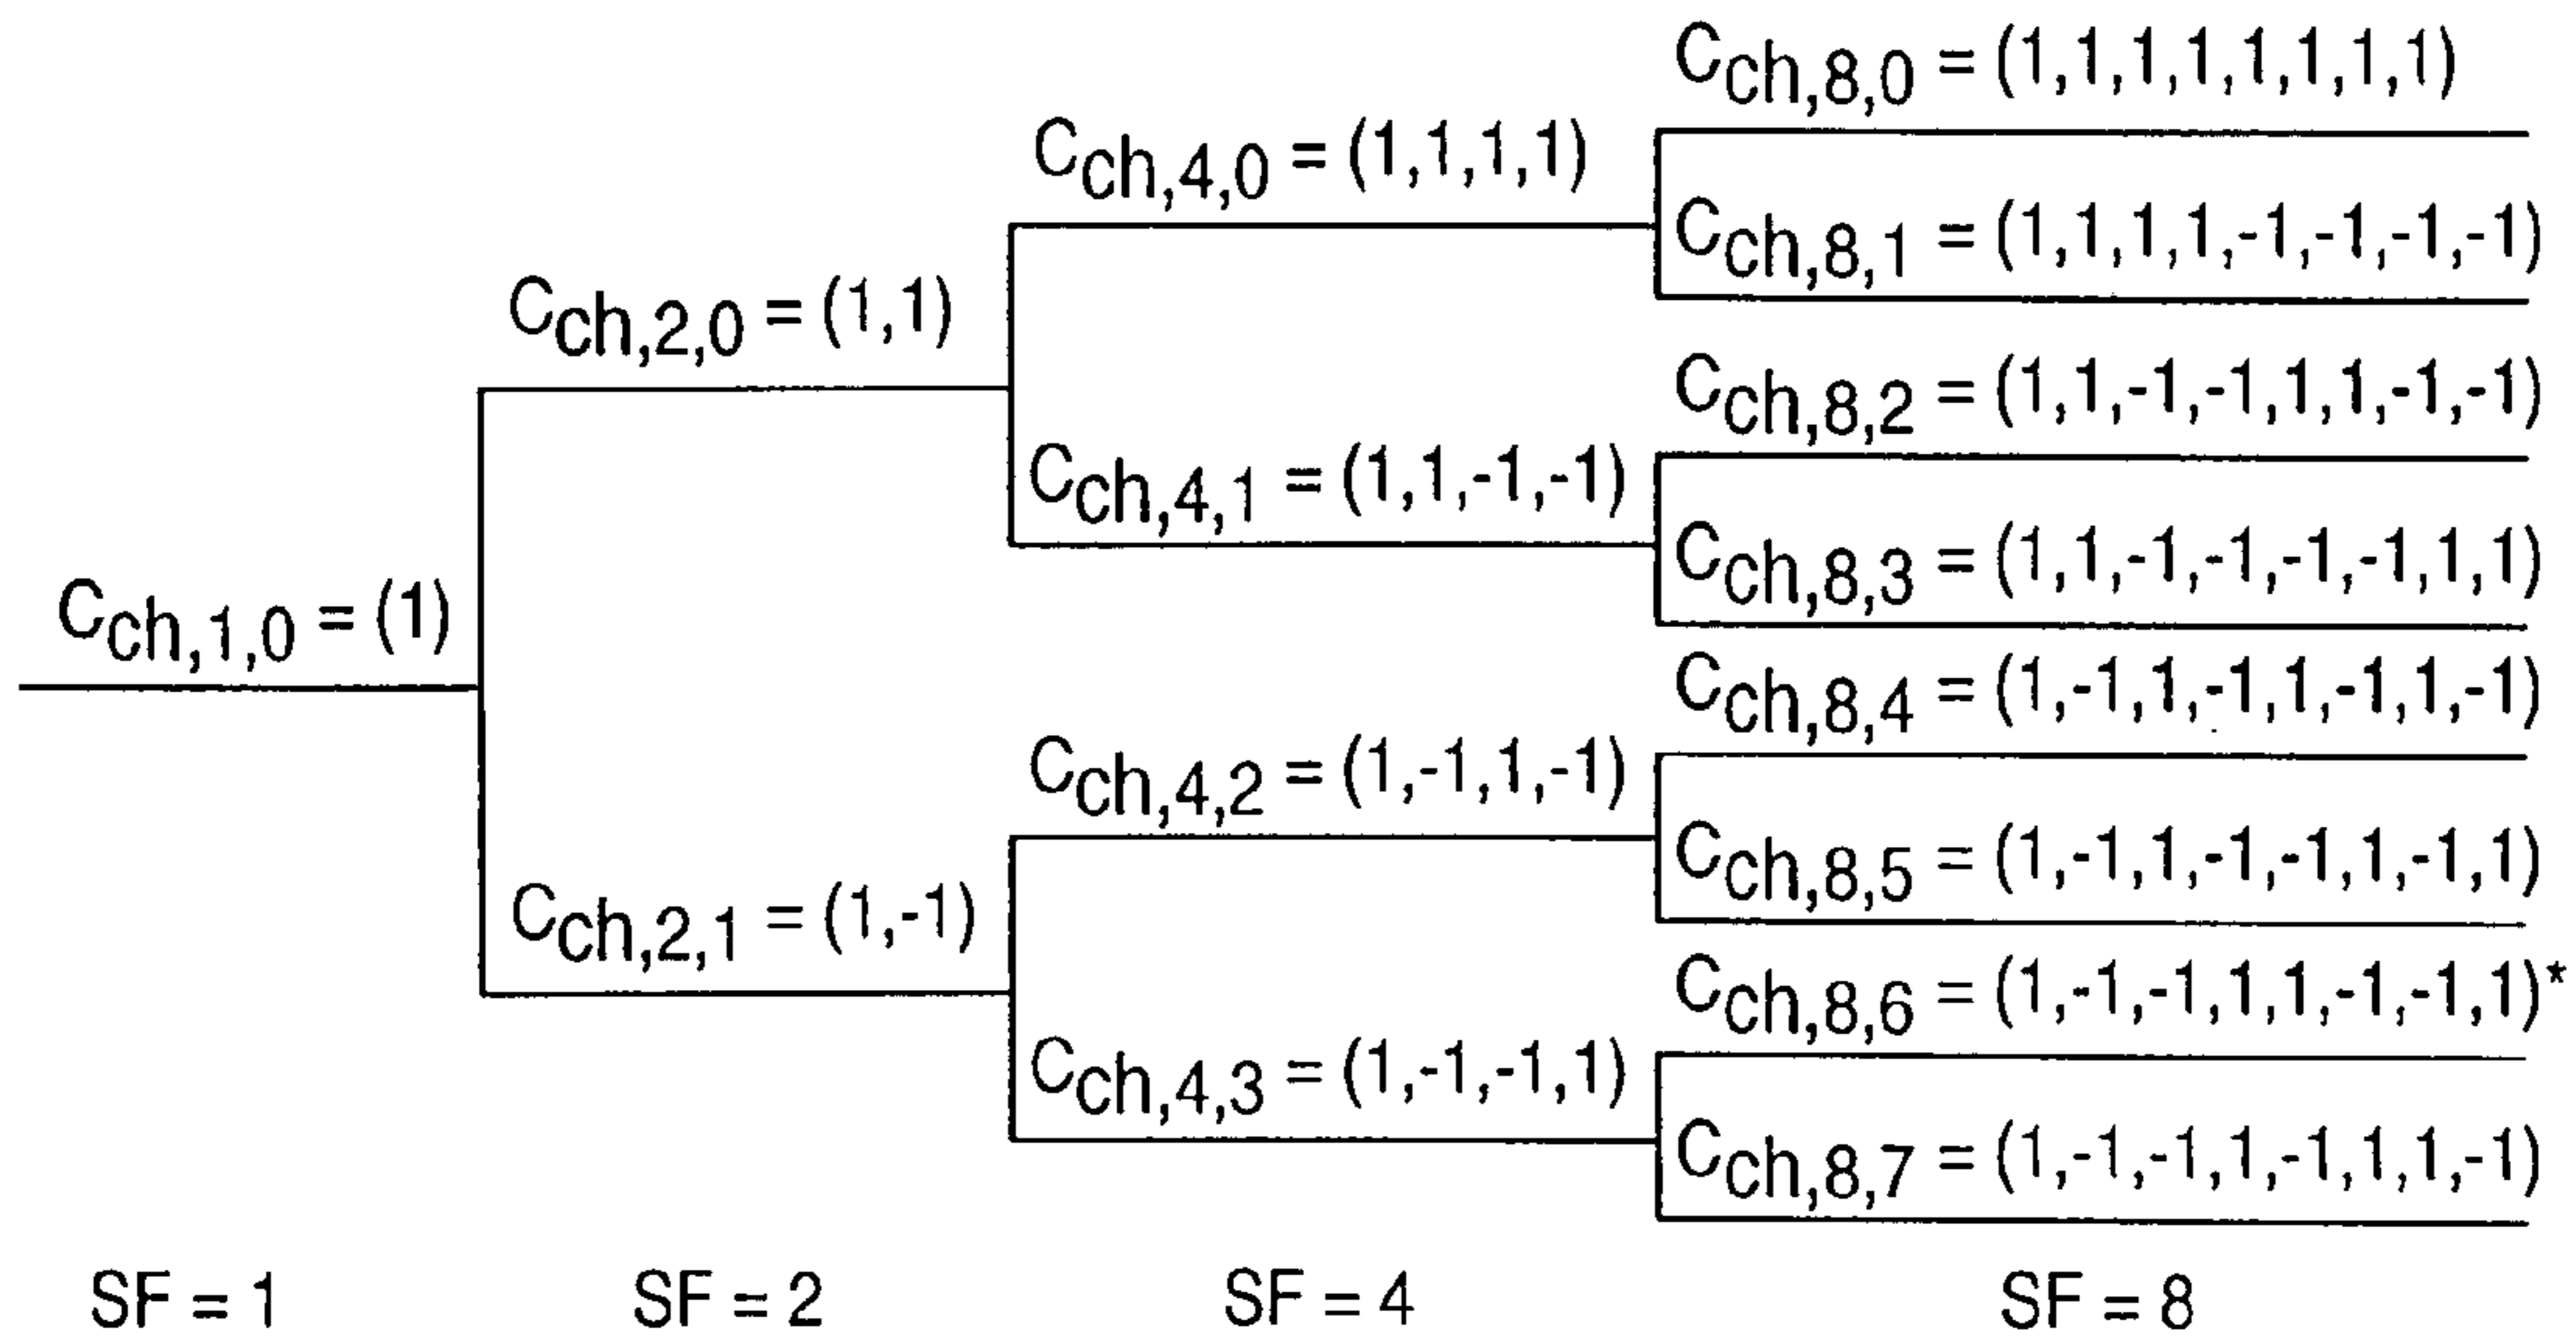 Cch,8,0 = (1,1,1,1,1,1,1,1)
Cch,4,0 = (1,1,1,1)
Cch,8,1 = (1,1,1,1,-1,-1,-1,-1)
Cch,2,0 = (1,1)
Cch,8,2 = (1,1,-1,-1,1,1,-1,-1)
Cch,4,1 = (1,1,-1,-1)
Cch,8,3 = (1,1,-1,-1,-1,-1,1,1)
Cch,1,0 = (1)
Cch,8,4 = (1,-1,1,-1,1,-1,1,-1)
Cch,4,2 = (1,-1,1,-1)
Cch,8,5 = (1,-1,1,-1,-1,1,-1,1)
Cch,2,1 = (1,-1)
Cch,8,6 = (1,-1,-1,1,1,-1,-1,1)*
Cch,4,3 = (1,-1,-1,1)
Cch,8,7 = (1,-1,-1,1,-1,1,1,-1)
SF = 1
SF = 2
SF = 4
SF = 8